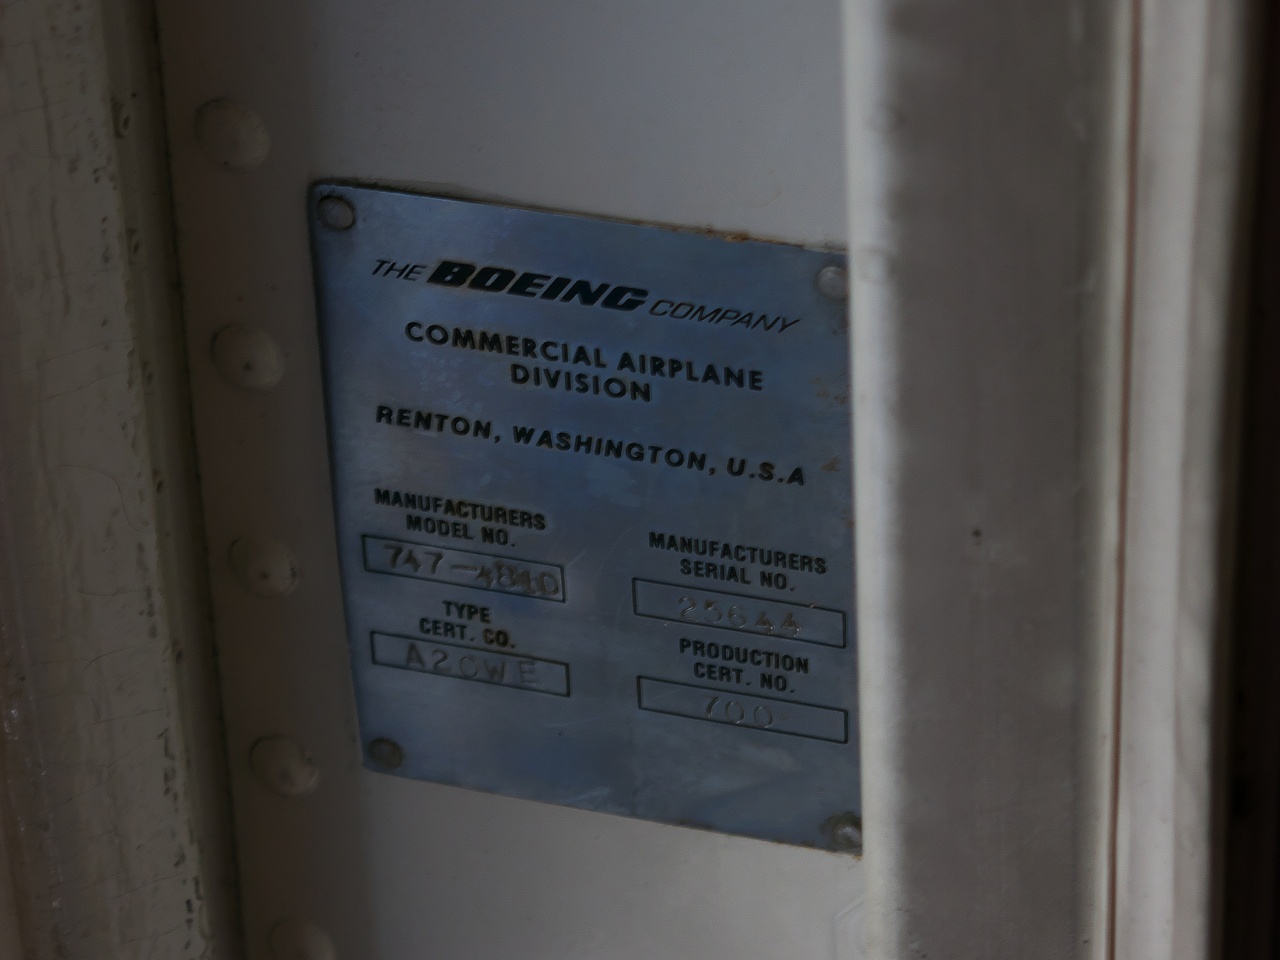 THE BOEING COMPANY
COMMERCIAL AIRPLANE
DIVISION
RENTON, WASHINGTON, U.S.A
MANUFACTURERS
MODEL NO.
MANUFACTURERS
SERIAL NO.
25644
TYPE
CERT. CO.
A20WE
PRODUCTION
CERT. NO.
700